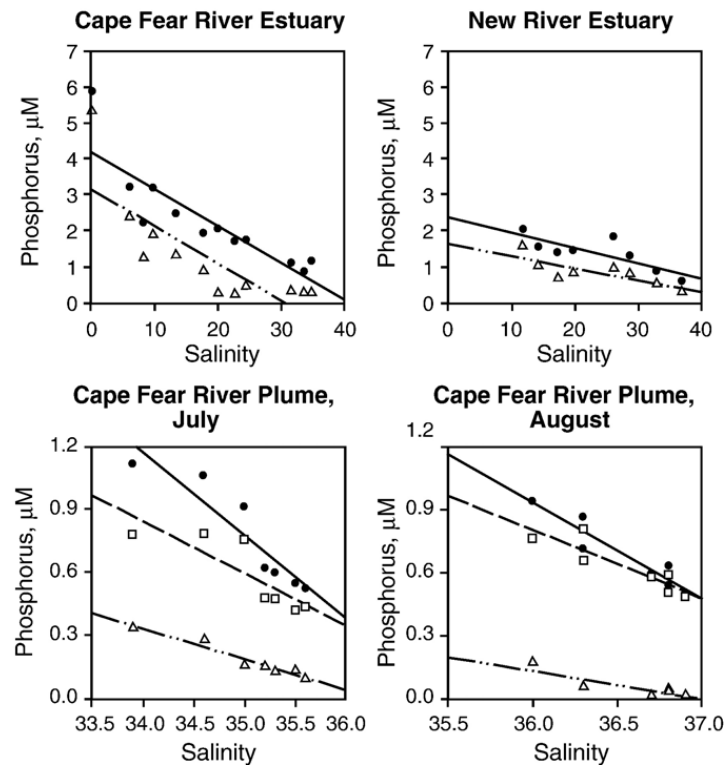 Cape Fear River Estuary
7
6
5
4
3
2
1
0
Phosphorus, μM
0 10 20 30 40
Salinity
New River Estuary
7
6
5
4
3
2
1
0
Phosphorus, μM
0 10 20 30 40
Salinity
Cape Fear River Plume,
July
1.2
0.9
0.6
0.3
0.0
Phosphorus, μM
33.5 34.0 34.5 35.0 35.5 36.0
Salinity
Cape Fear River Plume,
August
1.2
0.9
0.6
0.3
0.0
Phosphorus, μM
35.5 36.0 36.5 37.0
Salinity